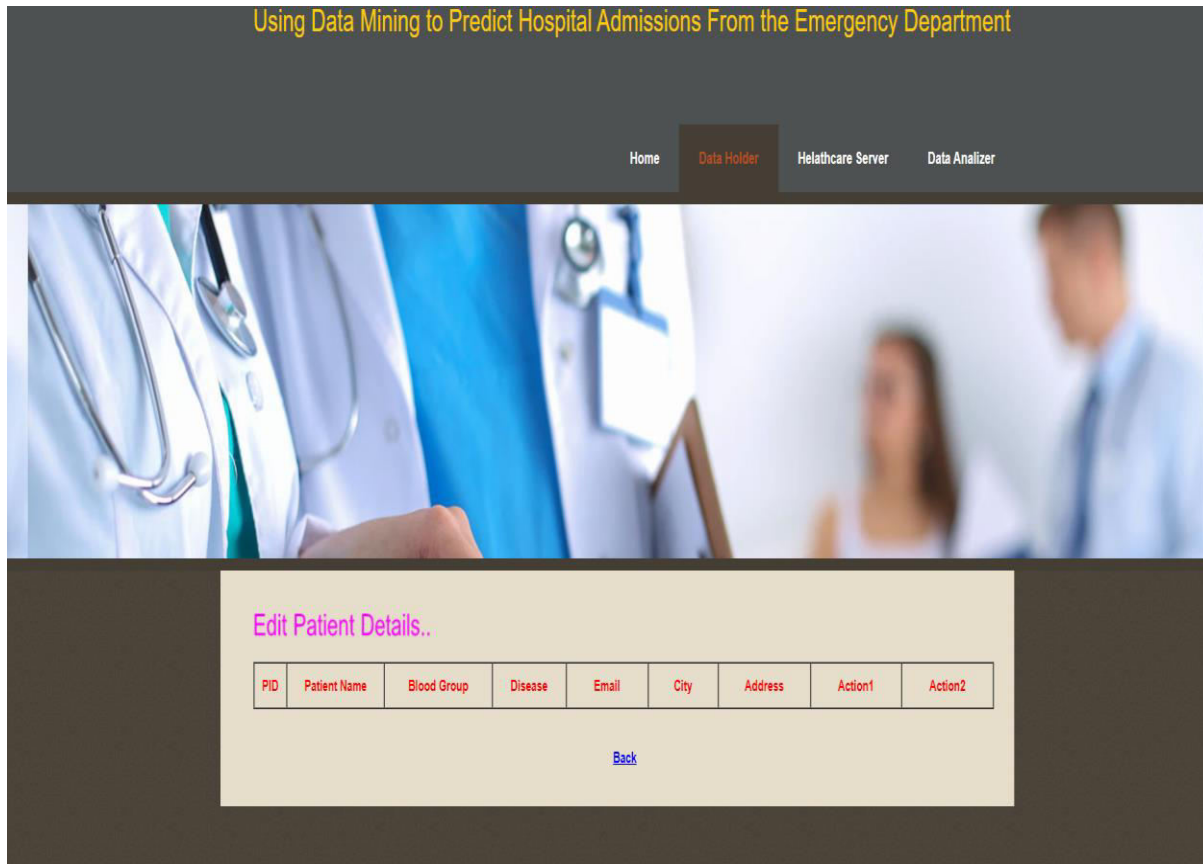 Using Data Mining to Predict Hospital Admissions From the Emergency Department
Home Data Holder Helathcare Server Data Analizer
Edit Patient Details..
PID Patient Name Blood Group Disease Email City Address Action1 Action2
Back